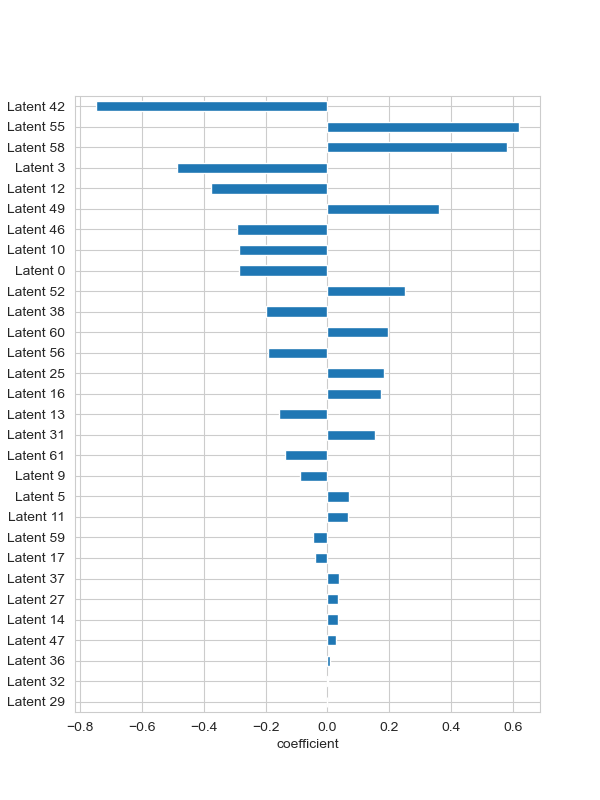 Latent 42
Latent 55
Latent 58
Latent 3
Latent 12
Latent 49
Latent 46
Latent 10
Latent 0
Latent 52
Latent 38
Latent 60
Latent 56
Latent 25
Latent 16
Latent 13
Latent 31
Latent 61
Latent 9
Latent 5
Latent 11
Latent 59
Latent 17
Latent 37
Latent 27
Latent 14
Latent 47
Latent 36
Latent 32
Latent 29
−0.8 −0.6 −0.4 −0.2 0.0 0.2 0.4 0.6
coefficient